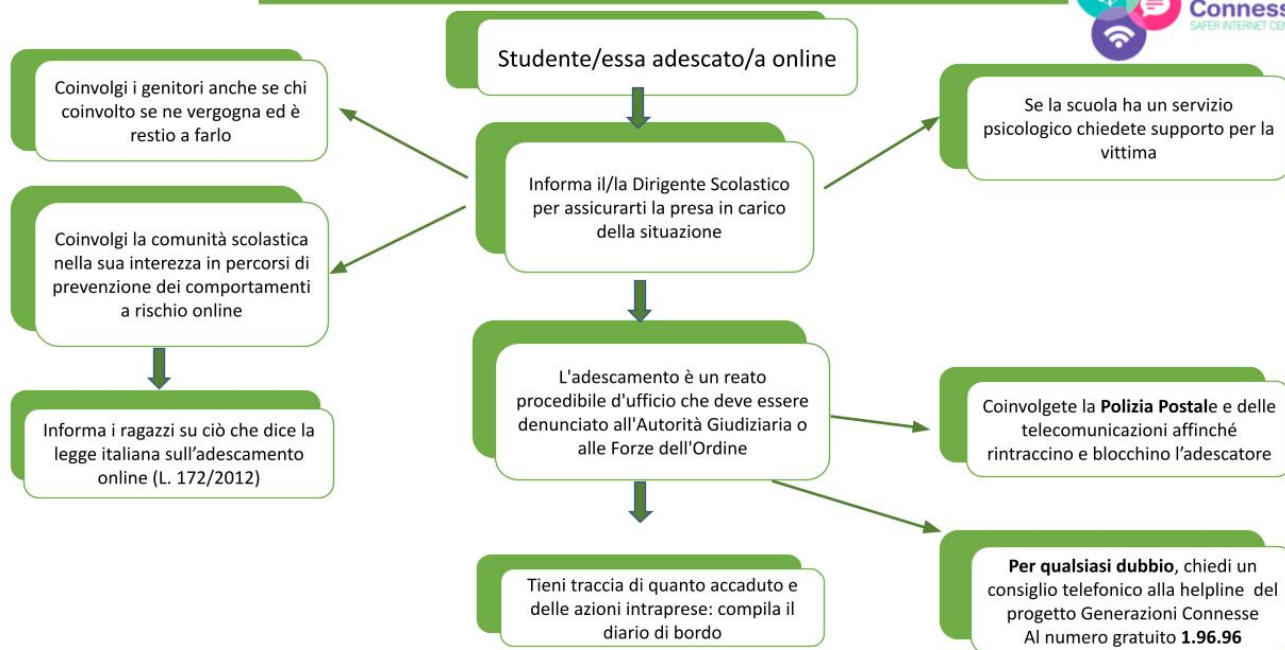 Conness
SAFER INTERNET CEN
Studente/essa adescato/a online
Coinvolgi i genitori anche se chi
coinvolto se ne vergogna ed è
restio a farlo
Se la scuola ha un servizio
psicologico chiedete supporto per la
vittima
Informa il/la Dirigente Scolastico
per assicurarti la presa in carico
della situazione
Coinvolgi la comunità scolastica
nella sua interezza in percorsi di
prevenzione dei comportamenti
a rischio online
L'adescamento è un reato
procedibile d'ufficio che deve essere
denunciato all'Autorità Giudiziaria o
alle Forze dell'Ordine
Coinvolgete la Polizia Postale e delle
telecomunicazioni affinché
rintraccino e blocchino l’adescatore
Informa i ragazzi su ciò che dice la
legge italiana sull’adescamento
online (L. 172/2012)
Tieni traccia di quanto accaduto e
delle azioni intraprese: compila il
diario di bordo
Per qualsiasi dubbio, chiedi un
consiglio telefonico alla helpline del
progetto Generazioni Connesse
Al numero gratuito 1.96.96